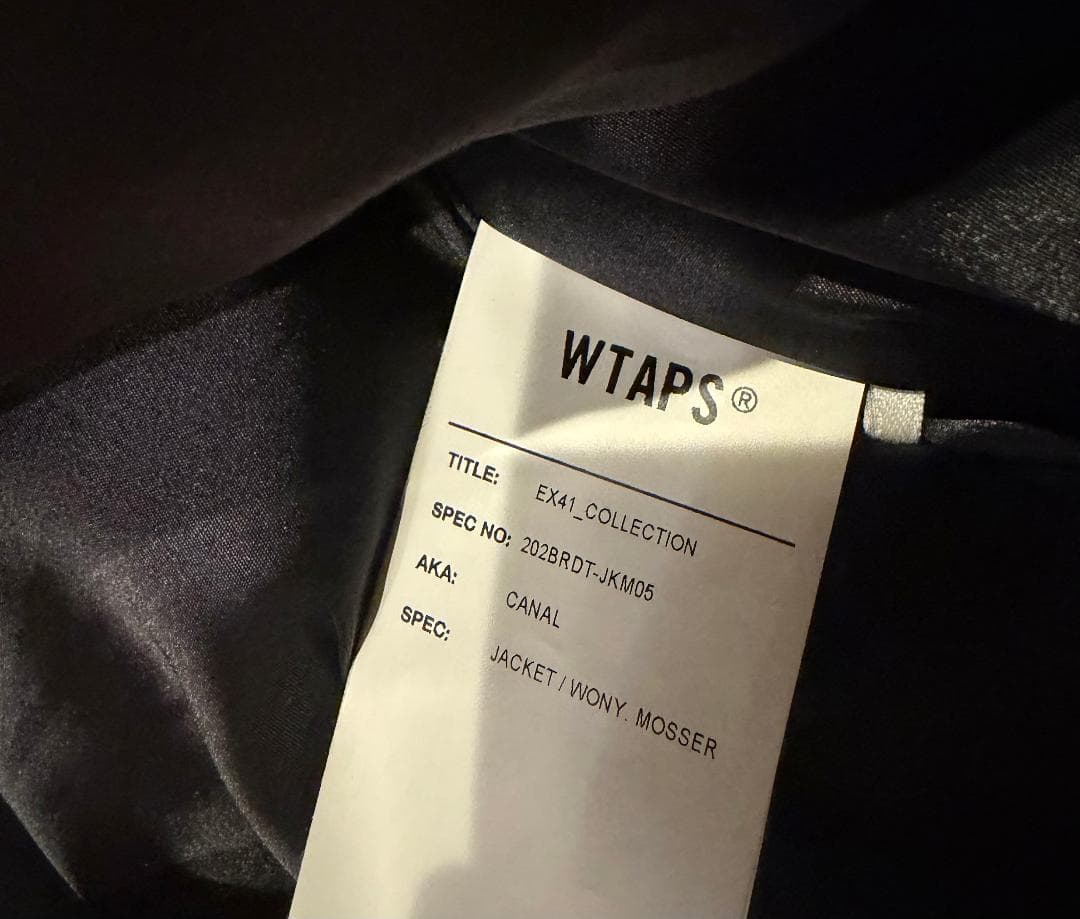 WTAPS®
TITLE: EX41_COLLECTION
SPEC NO: 202BRDT-JKM05
AKA: CANAL
SPEC: JACKET / WONY. MOSSER